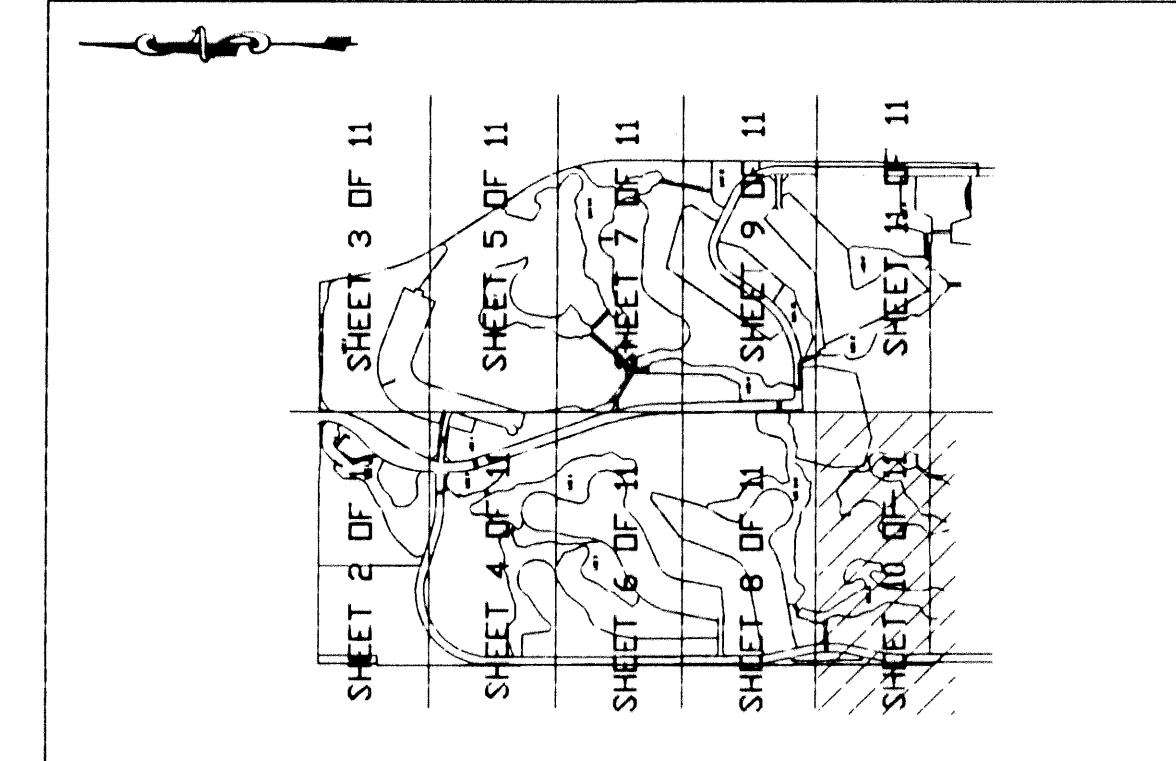 SHEET 3 OF 11
SHEET 5 OF 11
SHEET 7 OF 11
SHEET 9 OF 11
SHEET 11 OF 11
SHEET 2 OF 11
SHEET 4 OF 11
SHEET 6 OF 11
SHEET 8 OF 11
SHEET 10 OF 11